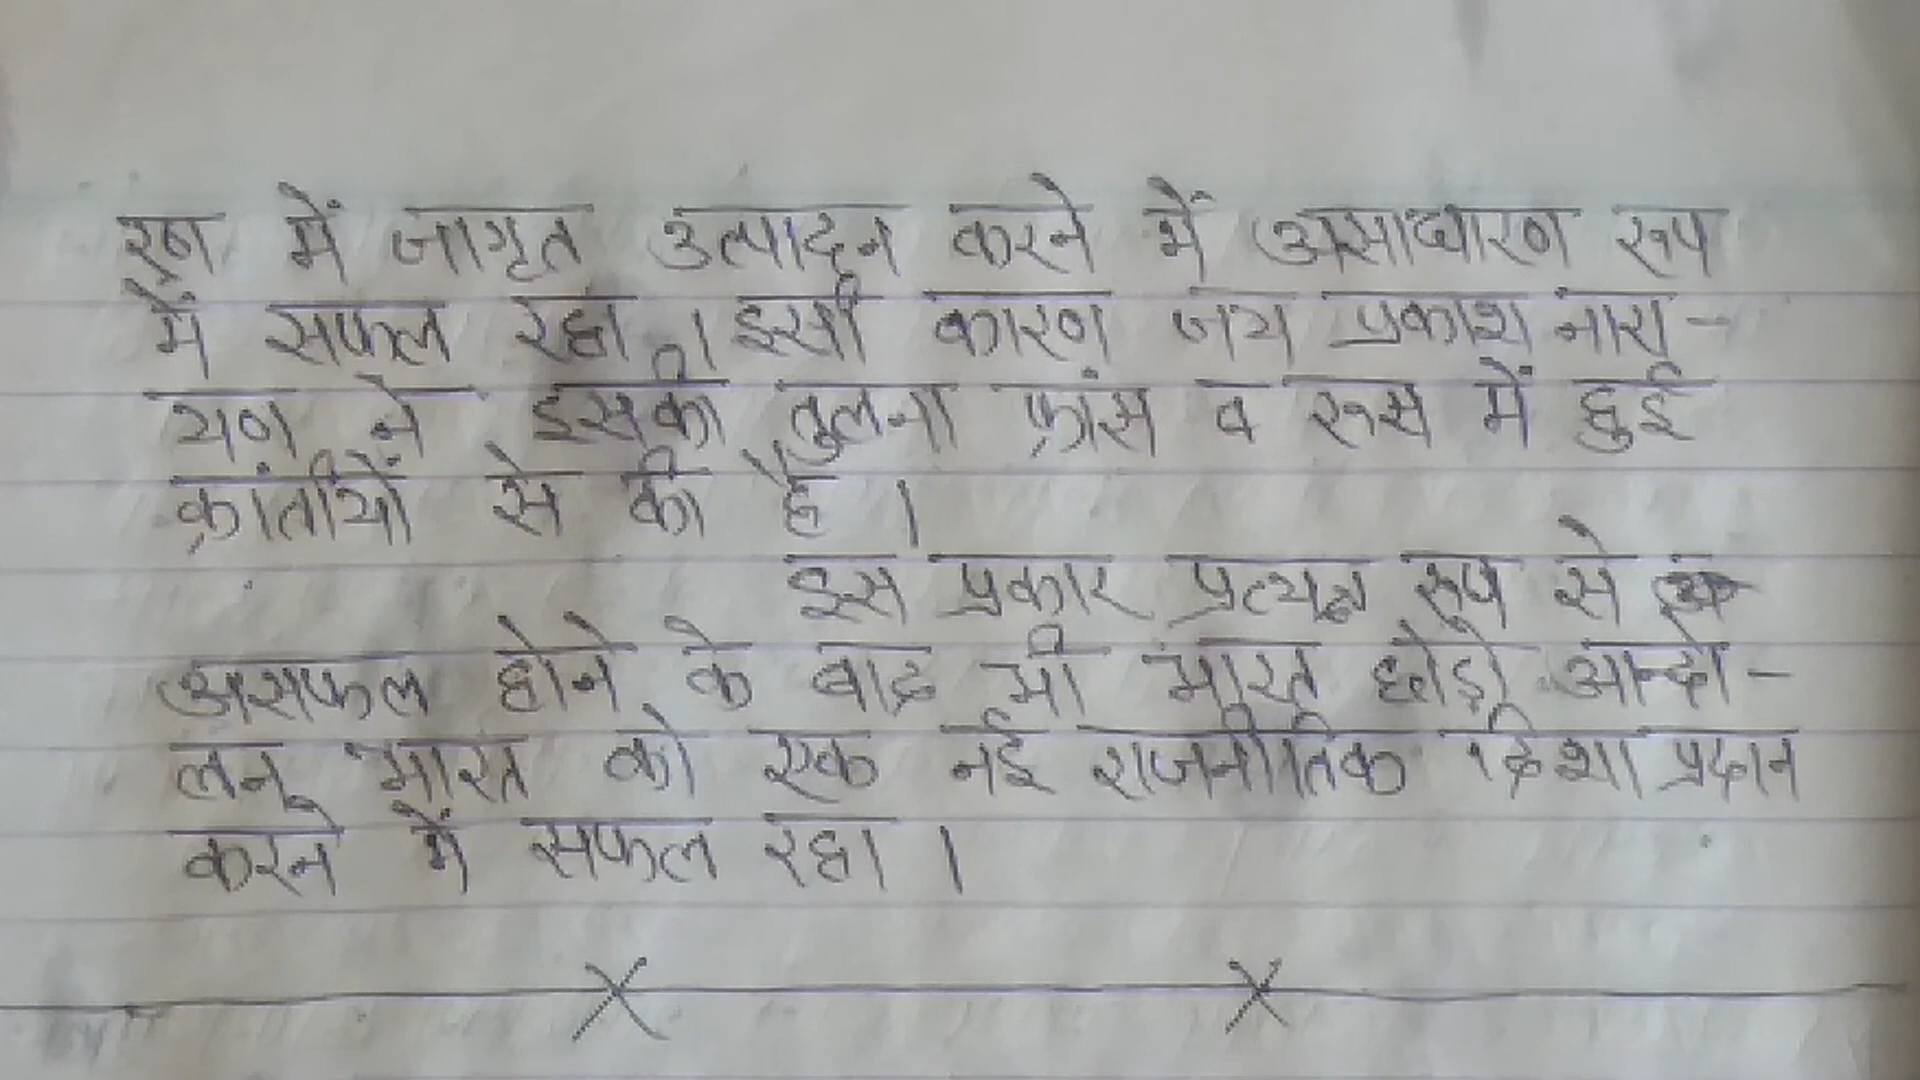 रण में जागृत उत्पादन करने में असाधारण रूप
में सफल रहा । इसी कारण जय प्रकाश नारा-
यण ने इसकी तुलना फ्रांस व रूस में हुई
क्रांतीयों से की है ।
इस प्रकार प्रत्यक्ष रूप से
असफल होने के बाद भी भारत छोड़ो आन्दो-
लन भारत को एक नई राजनीतिक दिशा प्रदान
करने में सफल रहा ।